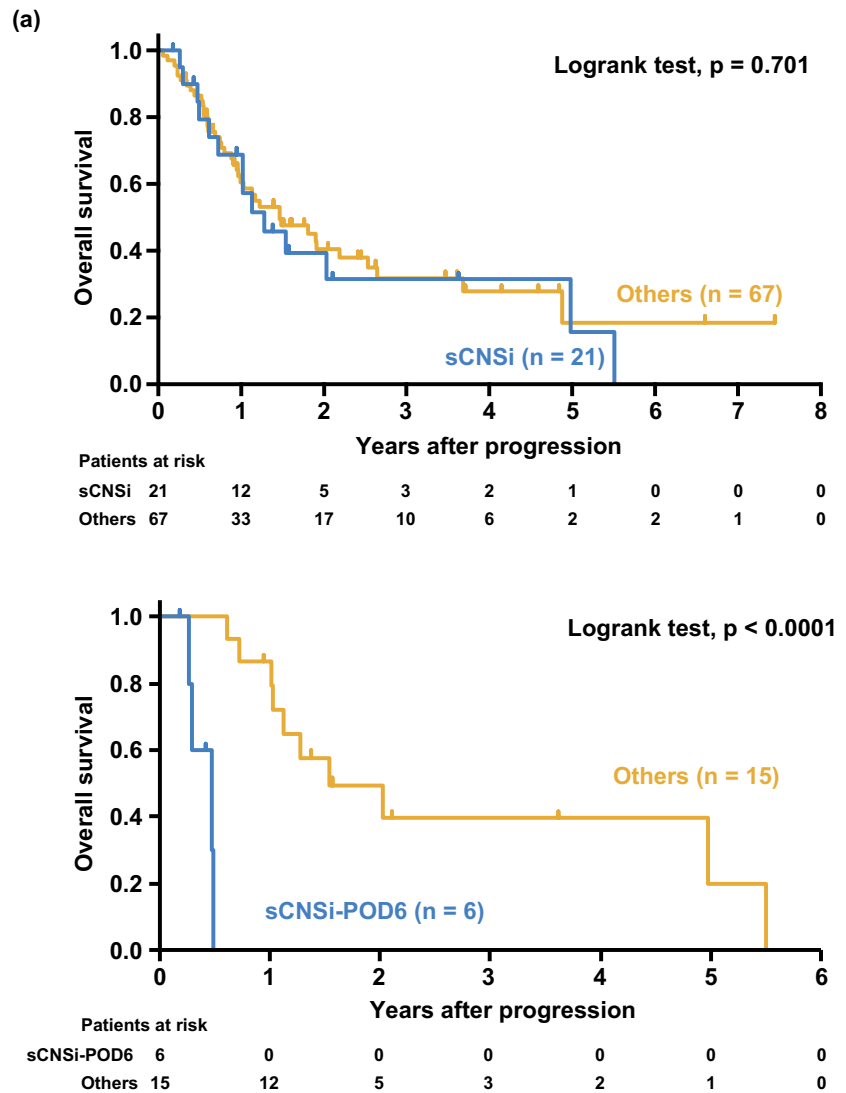 (a)
Logrank test, p = 0.701
Overall survival
1.0
0.8
0.6
0.4
0.2
0.0
Others (n = 67)
sCNSi (n = 21)
0 1 2 3 4 5 6 7 8
Years after progression
Patients at risk
sCNSi 21 12 5 3 2 1 0 0 0
Others 67 33 17 10 6 2 2 1 0
Logrank test, p < 0.0001
Overall survival
1.0
0.8
0.6
0.4
0.2
0.0
Others (n = 15)
sCNSi-POD6 (n = 6)
0 1 2 3 4 5 6
Years after progression
Patients at risk
sCNSi-POD6 6 0 0 0 0 0 0
Others 15 12 5 3 2 1 0